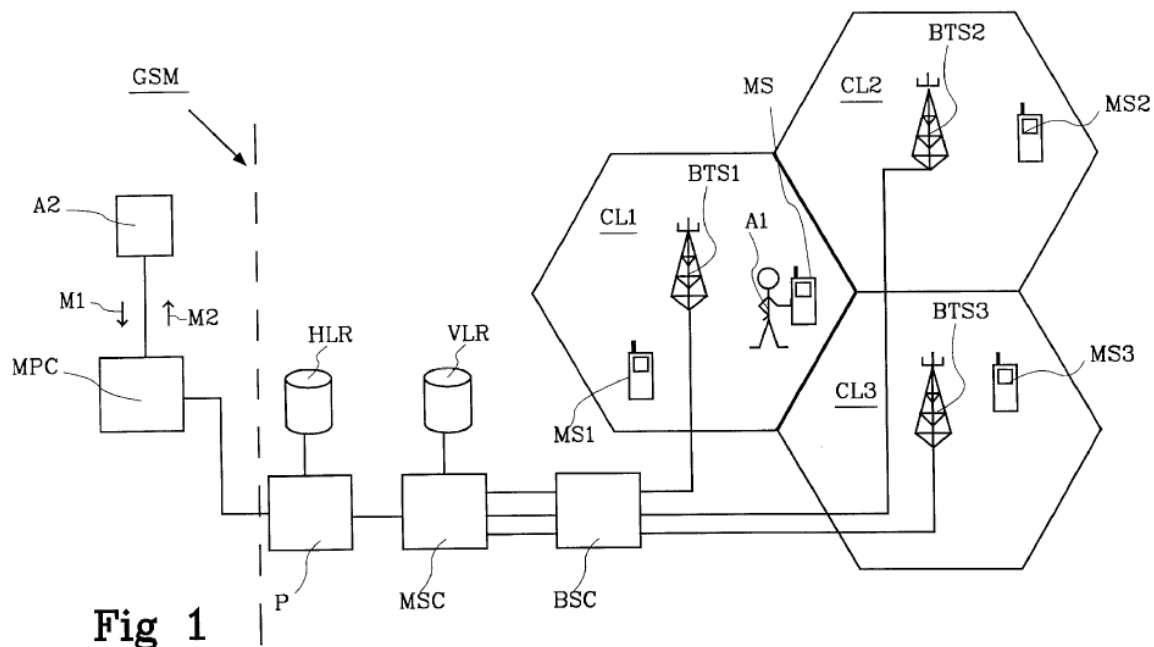 BTS2
GSM
MS
CL2
MS2
BTS1
A2
CL1
A1
M1
M2
BTS3
HLR
VLR
MPC
MS3
CL3
MS1
P
MSC
BSC
Fig 1